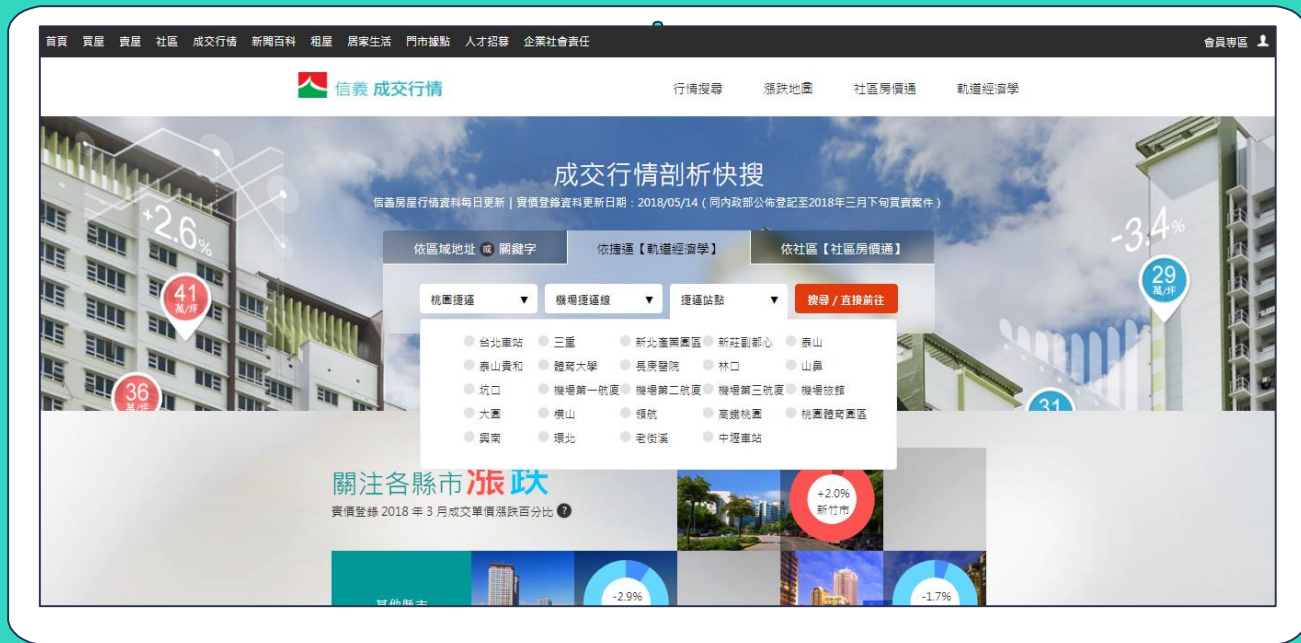 首頁 買屋 賣屋 社區 成交行情 新聞百科 租屋 居家生活 門市據點 人才招募 企業社會責任 會員專區
信義 成交行情 行情搜尋 漲跌地圖 社區房價通 軌道經濟學
成交行情剖析快搜
信義房屋行情資料每日更新 | 實價登錄資料更新日期：2018/05/14 ( 同內政部公佈登記至2018年三月下旬買賣案件 )
+2.6%
-3.4%
依區域地址 或 關鍵字 依捷運【軌道經濟學】 依社區【社區房價通】
29
萬/坪
41
萬/坪
桃園捷運 ▼ 機場捷運線 ▼ 捷運站點 ▼ 搜尋 / 直接前往
台北車站 三重 新北產業園區 新莊副都心 泰山
泰山貴和 體育大學 長庚醫院 林口 山鼻
坑口 機場第一航廈 機場第二航廈 機場第三航廈 機場旅館
36
萬/坪
31
大園 橫山 領航 高鐵桃園 桃園體育園區
興南 環北 老街溪 中壢車站
關注各縣市漲跌
實價登錄 2018 年 3 月成交單價漲跌百分比 ?
+2.0%
新竹市
其他縣市
-2.9%
-1.7%